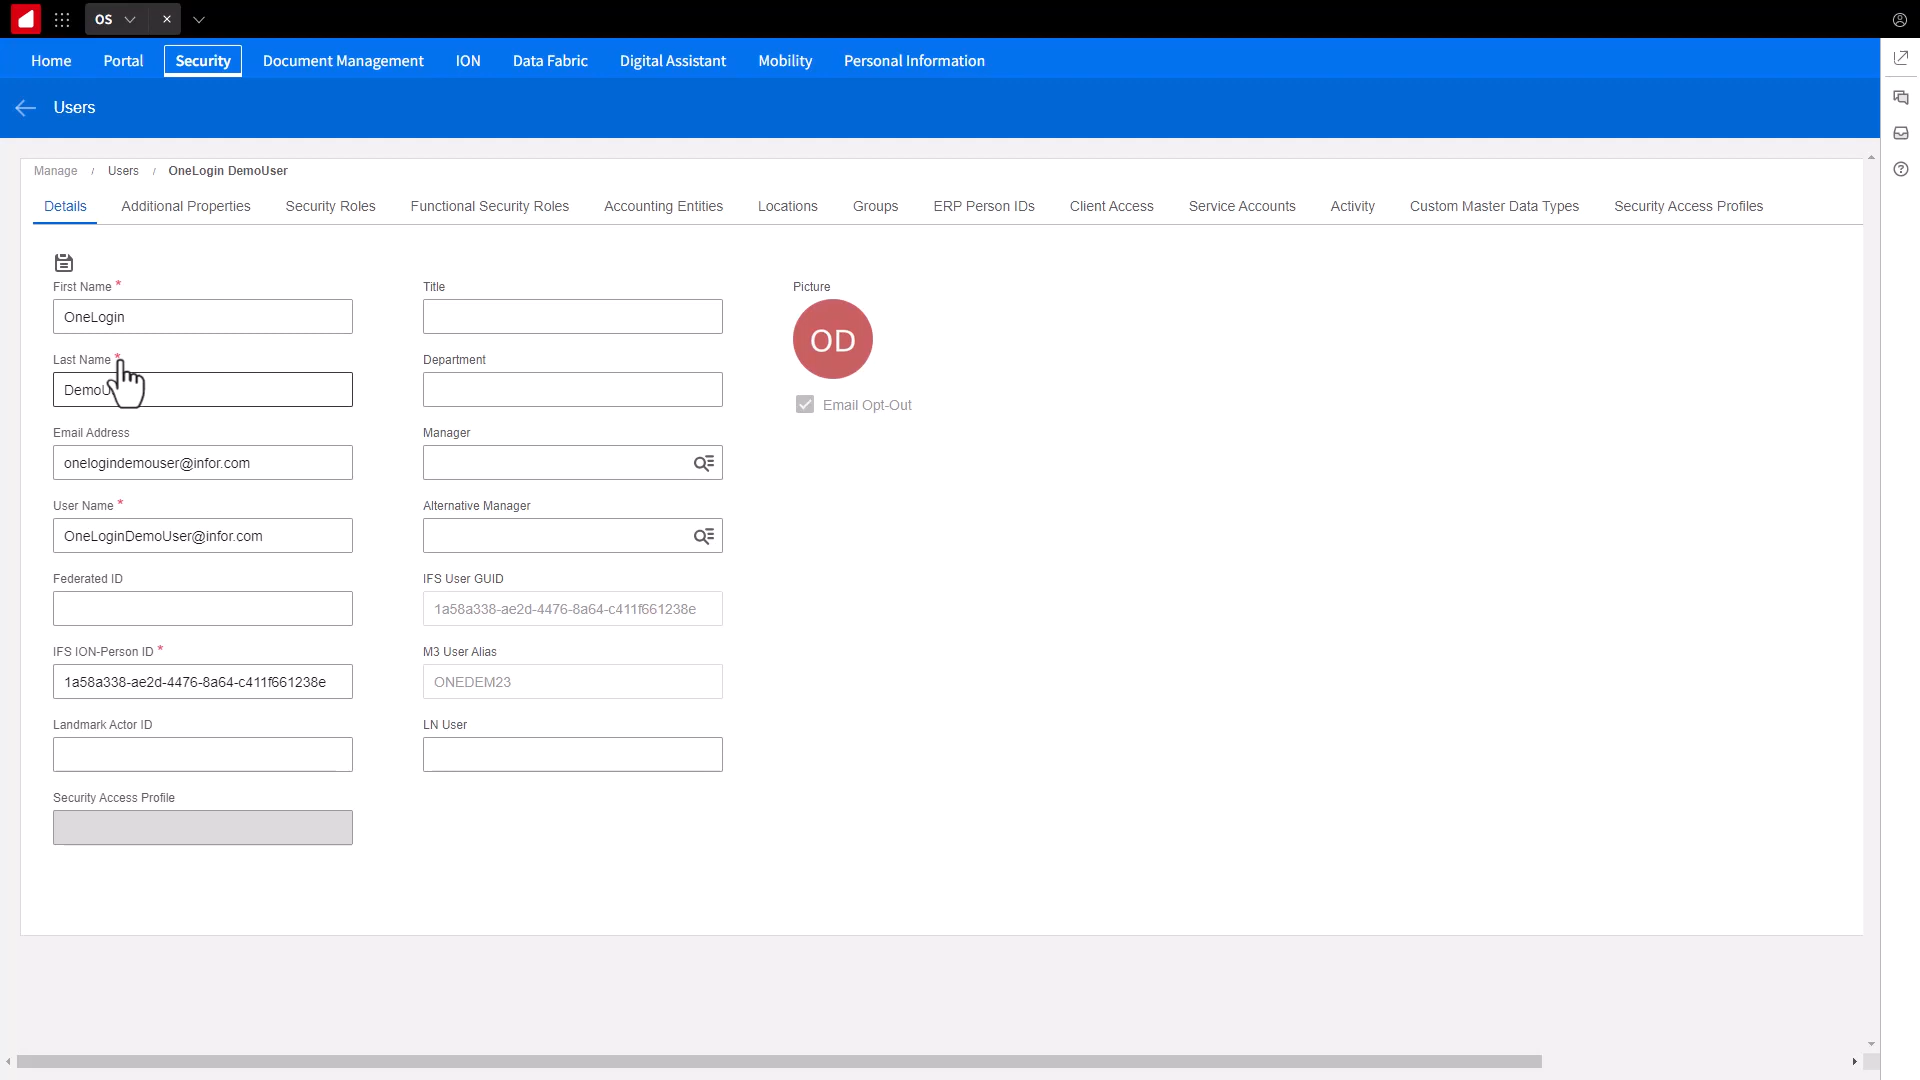 OS
Home Portal Security Document Management ION Data Fabric Digital Assistant Mobility Personal Information
Users
Manage / Users / OneLogin DemoUser
Details Additional Properties Security Roles Functional Security Roles Accounting Entities Locations Groups ERP Person IDs Client Access Service Accounts Activity Custom Master Data Types Security Access Profiles
First Name * Title Picture
OneLogin
OD
Last Name * Department
DemoU
Email Opt-Out
Email Address Manager
onelogindemouser@infor.com
User Name * Alternative Manager
OneLoginDemoUser@infor.com
Federated ID IFS User GUID
1a58a338-ae2d-4476-8a64-c411f661238e
IFS ION-Person ID * M3 User Alias
1a58a338-ae2d-4476-8a64-c411f661238e ONEDEM23
Landmark Actor ID LN User
Security Access Profile